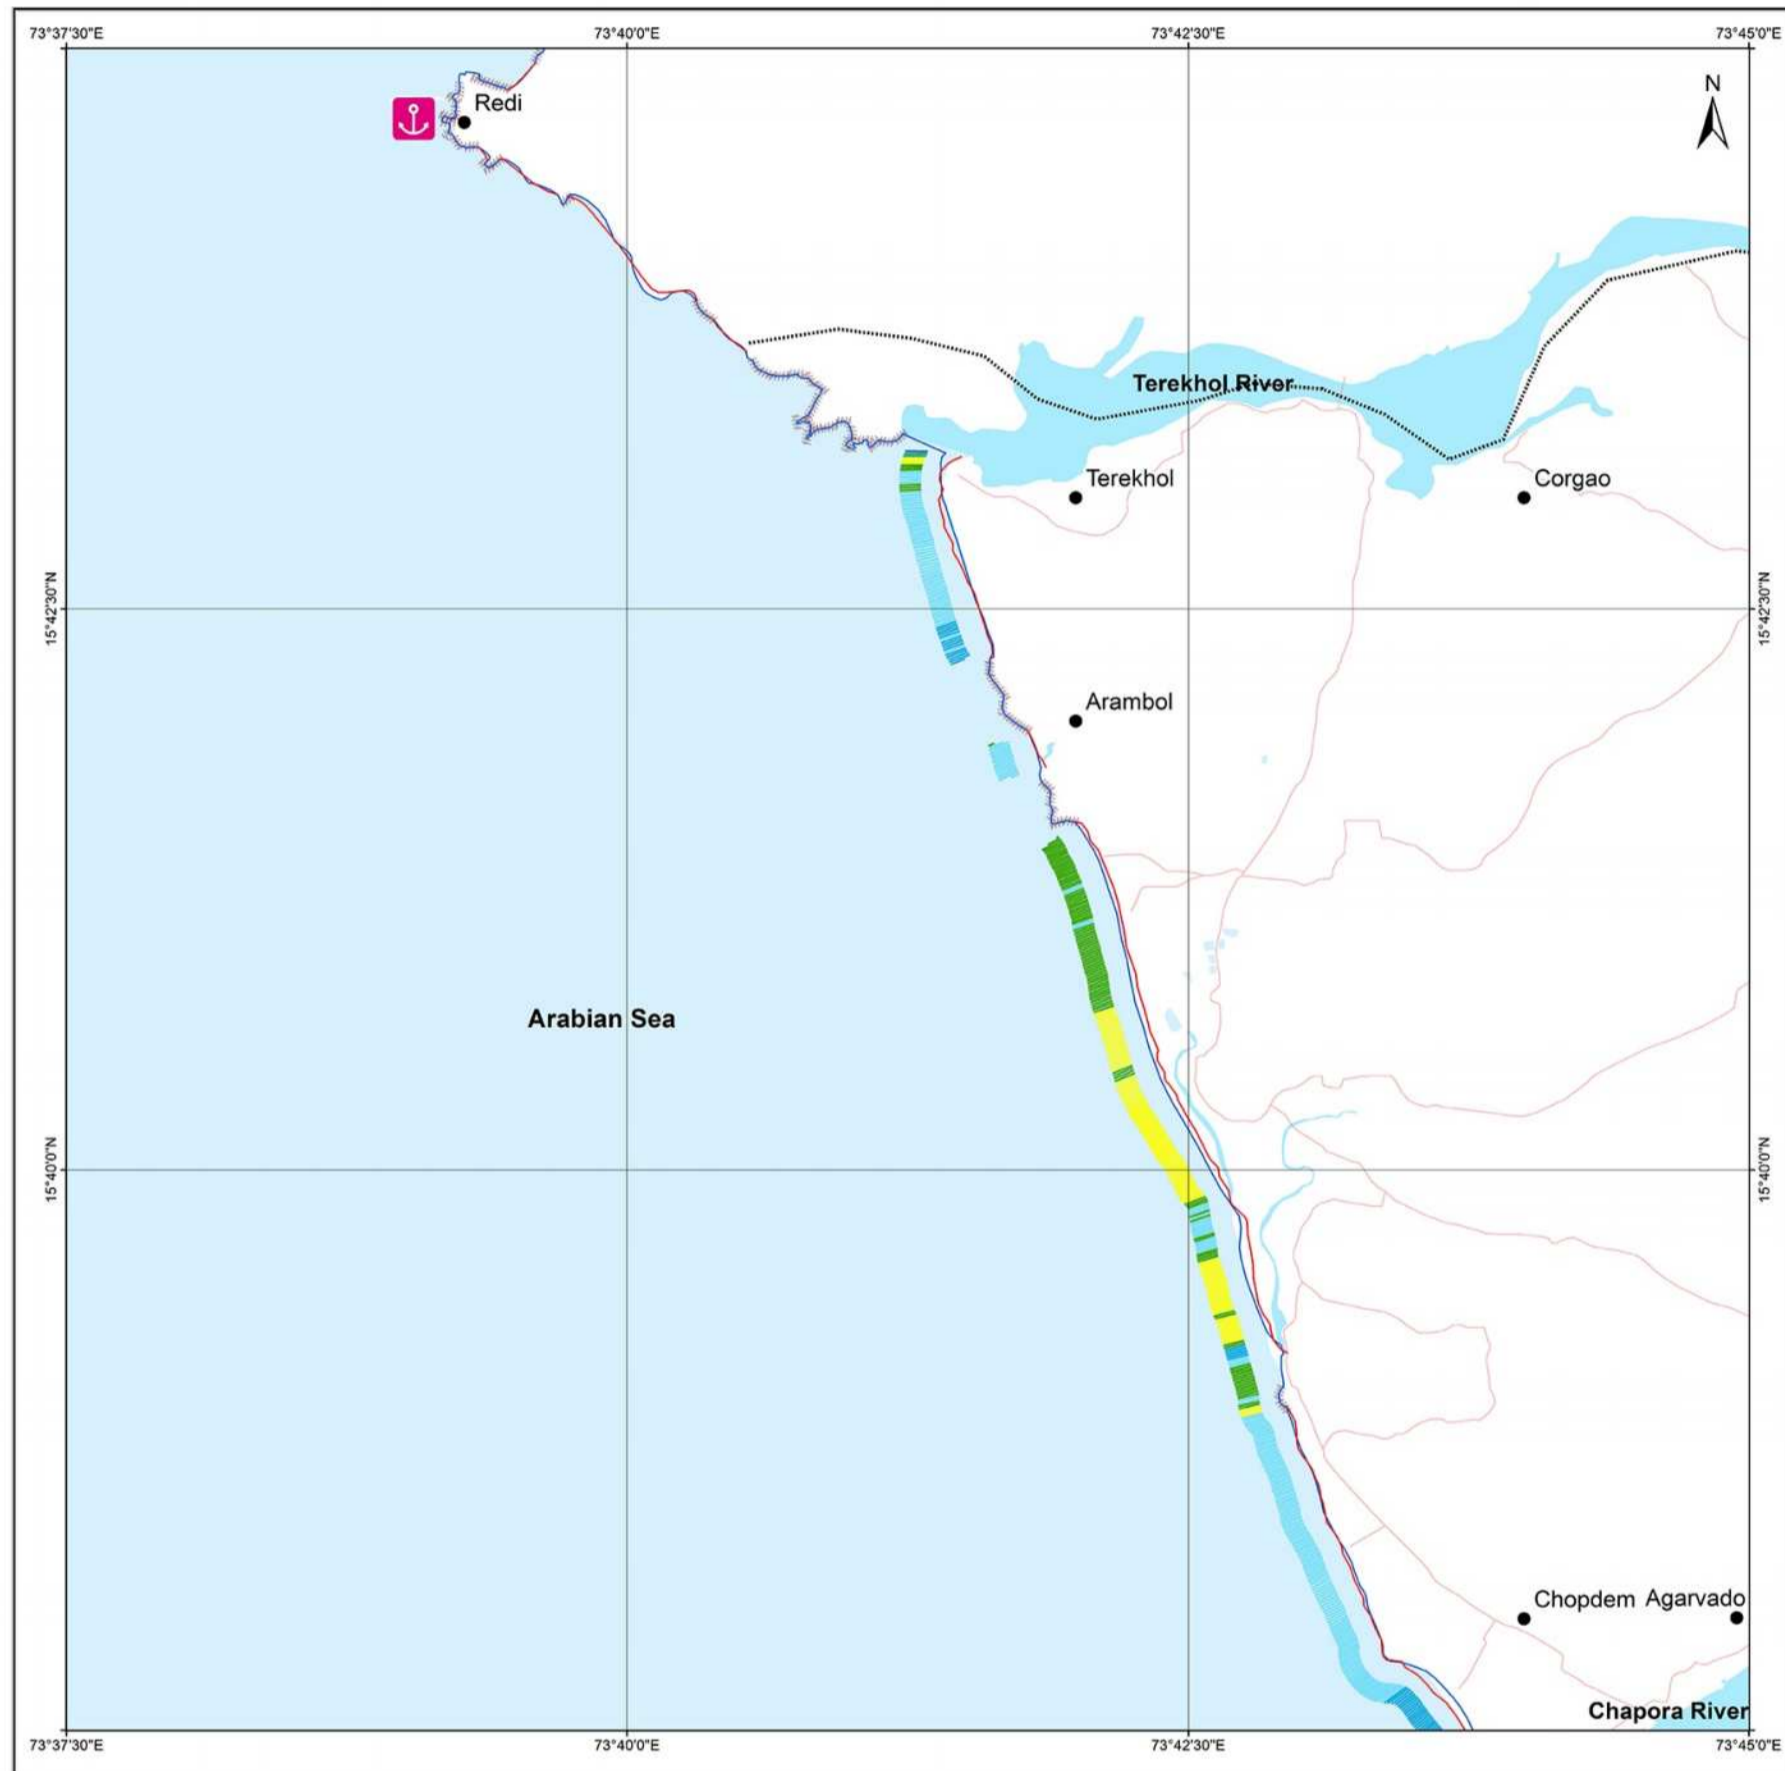 73°37'30"E 73°40'0"E 73°42'30"E 73°45'0"E
N
Redi
Terekhol River
Terekhol
Corgao
15°42'30"N 15°42'30"N
Arambol
Arabian Sea
15°40'0"N 15°40'0"N
Chopdem Agarvado
Chapora River
73°37'30"E 73°40'0"E 73°42'30"E 73°45'0"E